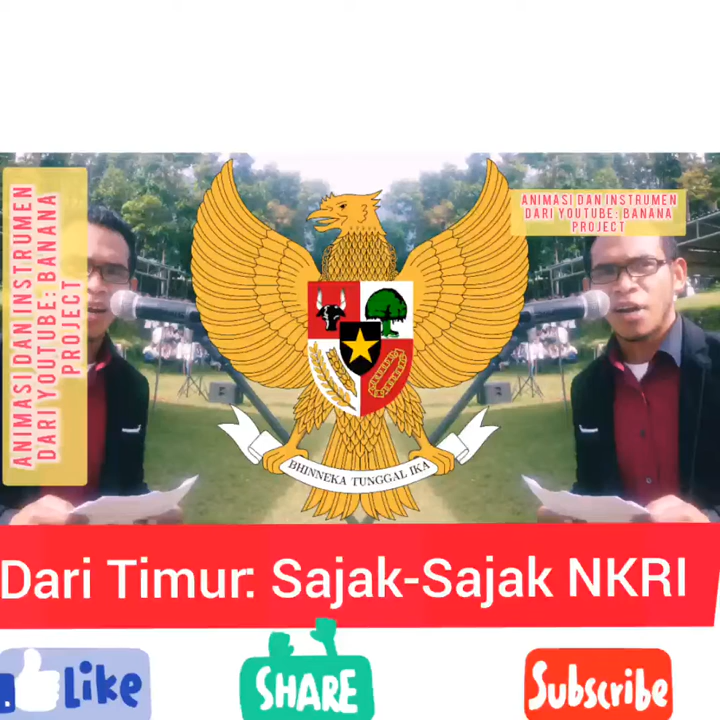 ANIMASI DAN INSTRUMEN
DARI YOUTUBE: BANANA
PROJECT
ANIMASI DAN INSTRUMEN
DARI YOUTUBE: BANANA
PROJECT
BHINNEKA TUNGGAL IKA
Dari Timur: Sajak-Sajak NKRI
Like
SHARE
Subscribe